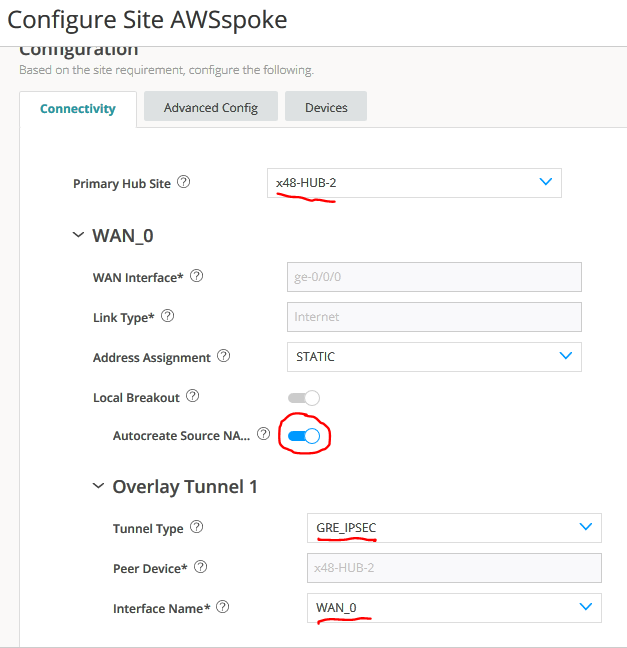 Configure Site AWSspoke
Configuration
Based on the site requirement, configure the following.
Connectivity
Advanced Config
Devices
Primary Hub Site ?
x48-HUB-2
WAN_0
WAN Interface* ?
ge-0/0/0
Link Type* ?
Internet
Address Assignment ?
STATIC
Local Breakout ?
Autocreate Source NA... ?
Overlay Tunnel 1
Tunnel Type ?
GRE_IPSEC
Peer Device* ?
x48-HUB-2
Interface Name* ?
WAN_0